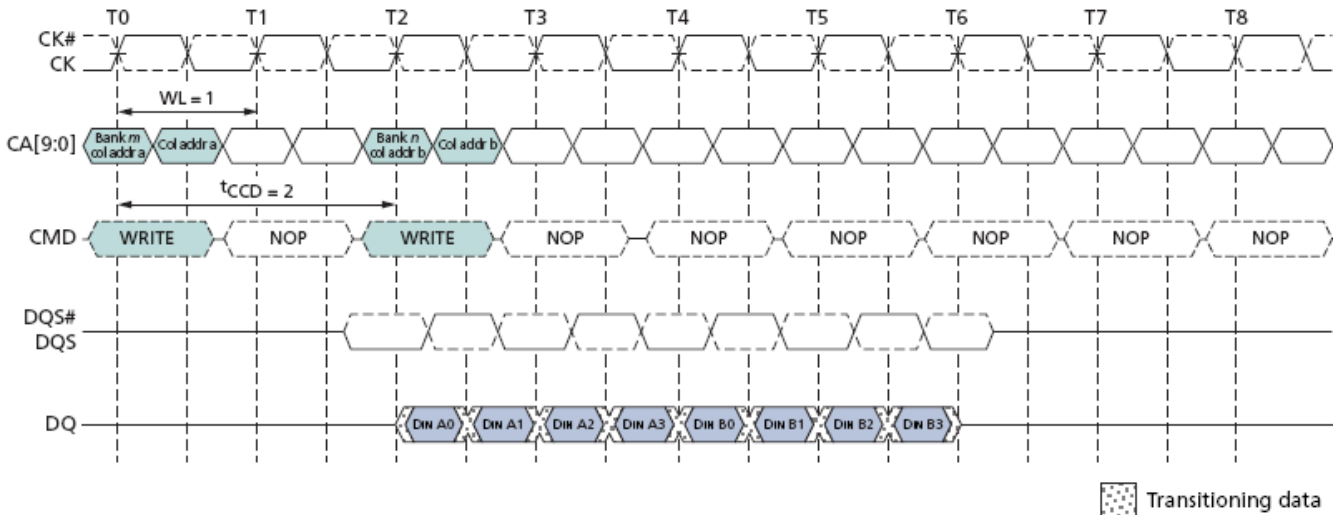 T0 T1 T2 T3 T4 T5 T6 T7 T8
CK#
CK
WL = 1
CA[9:0]
Bank m
col addr a
Col addr a
Bank n
col addr b
Col addr b
tCCD = 2
CMD WRITE NOP WRITE NOP NOP NOP NOP NOP NOP
DQS#
DQS
DQ DIN A0 DIN A1 DIN A2 DIN A3 DIN B0 DIN B1 DIN B2 DIN B3
Transitioning data